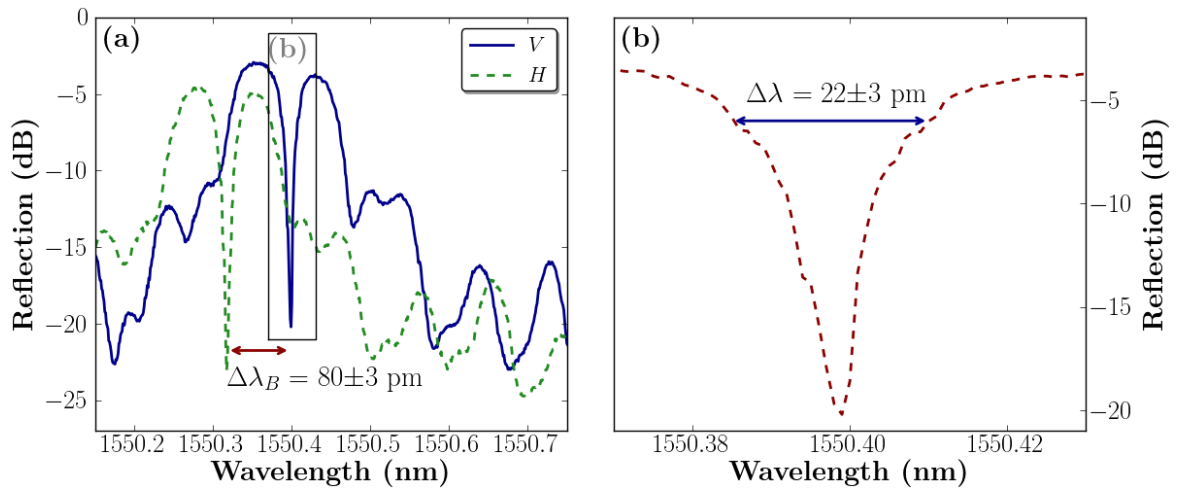 (a)
(b)
V
H
0
−5
−10
−15
−20
−25
Reflection (dB)
Δλ_B = 80±3 pm
1550.2 1550.3 1550.4 1550.5 1550.6 1550.7
Wavelength (nm)
(b)
Δλ = 22±3 pm
−5
−10
−15
−20
Reflection (dB)
1550.38 1550.40 1550.42
Wavelength (nm)